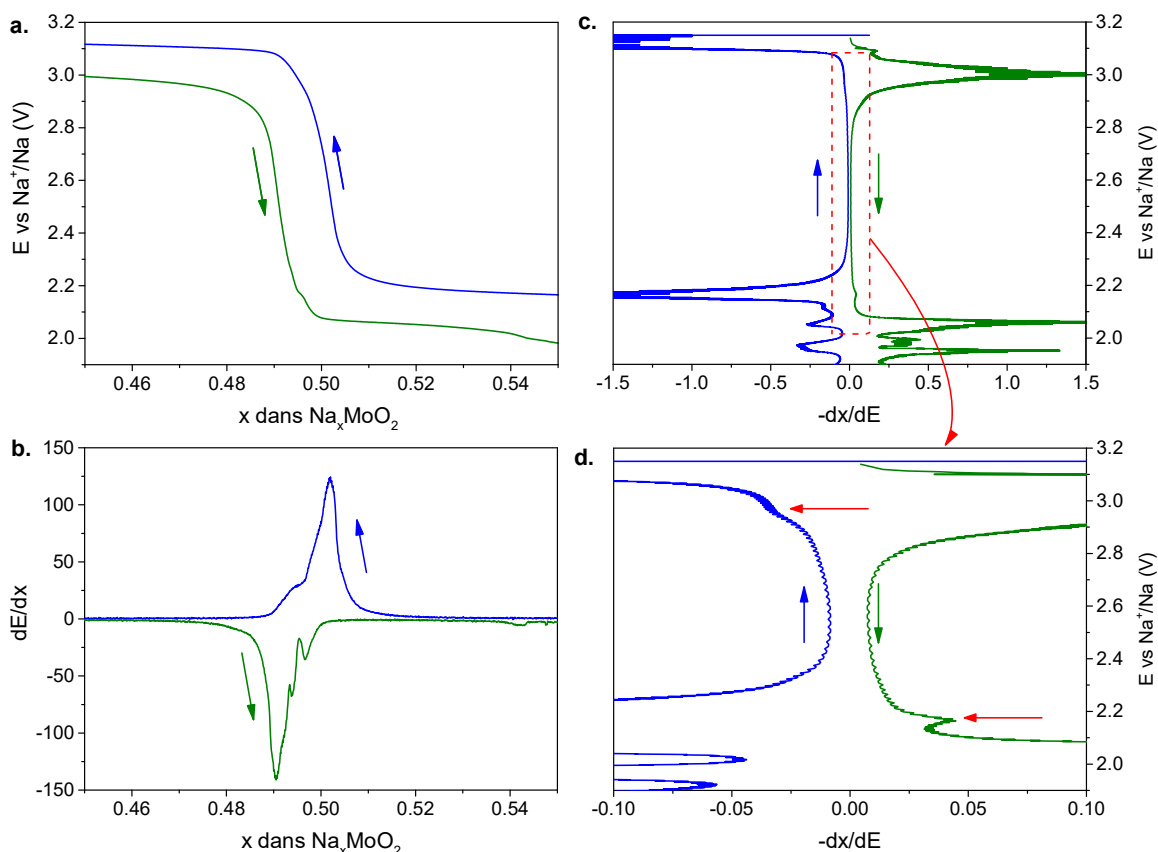 a.
3.2
3.0
2.8
2.6
2.4
2.2
2.0
E vs Na⁺/Na (V)
0.46 0.48 0.50 0.52 0.54
x dans NaₓMoO₂
c.
3.2
3.0
2.8
2.6
2.4
2.2
2.0
E vs Na⁺/Na (V)
-1.5 -1.0 -0.5 0.0 0.5 1.0 1.5
-dx/dE
b.
150
100
50
0
-50
-100
-150
dE/dx
0.46 0.48 0.50 0.52 0.54
x dans NaₓMoO₂
d.
3.2
3.0
2.8
2.6
2.4
2.2
2.0
E vs Na⁺/Na (V)
-0.10 -0.05 0.00 0.05 0.10
-dx/dE